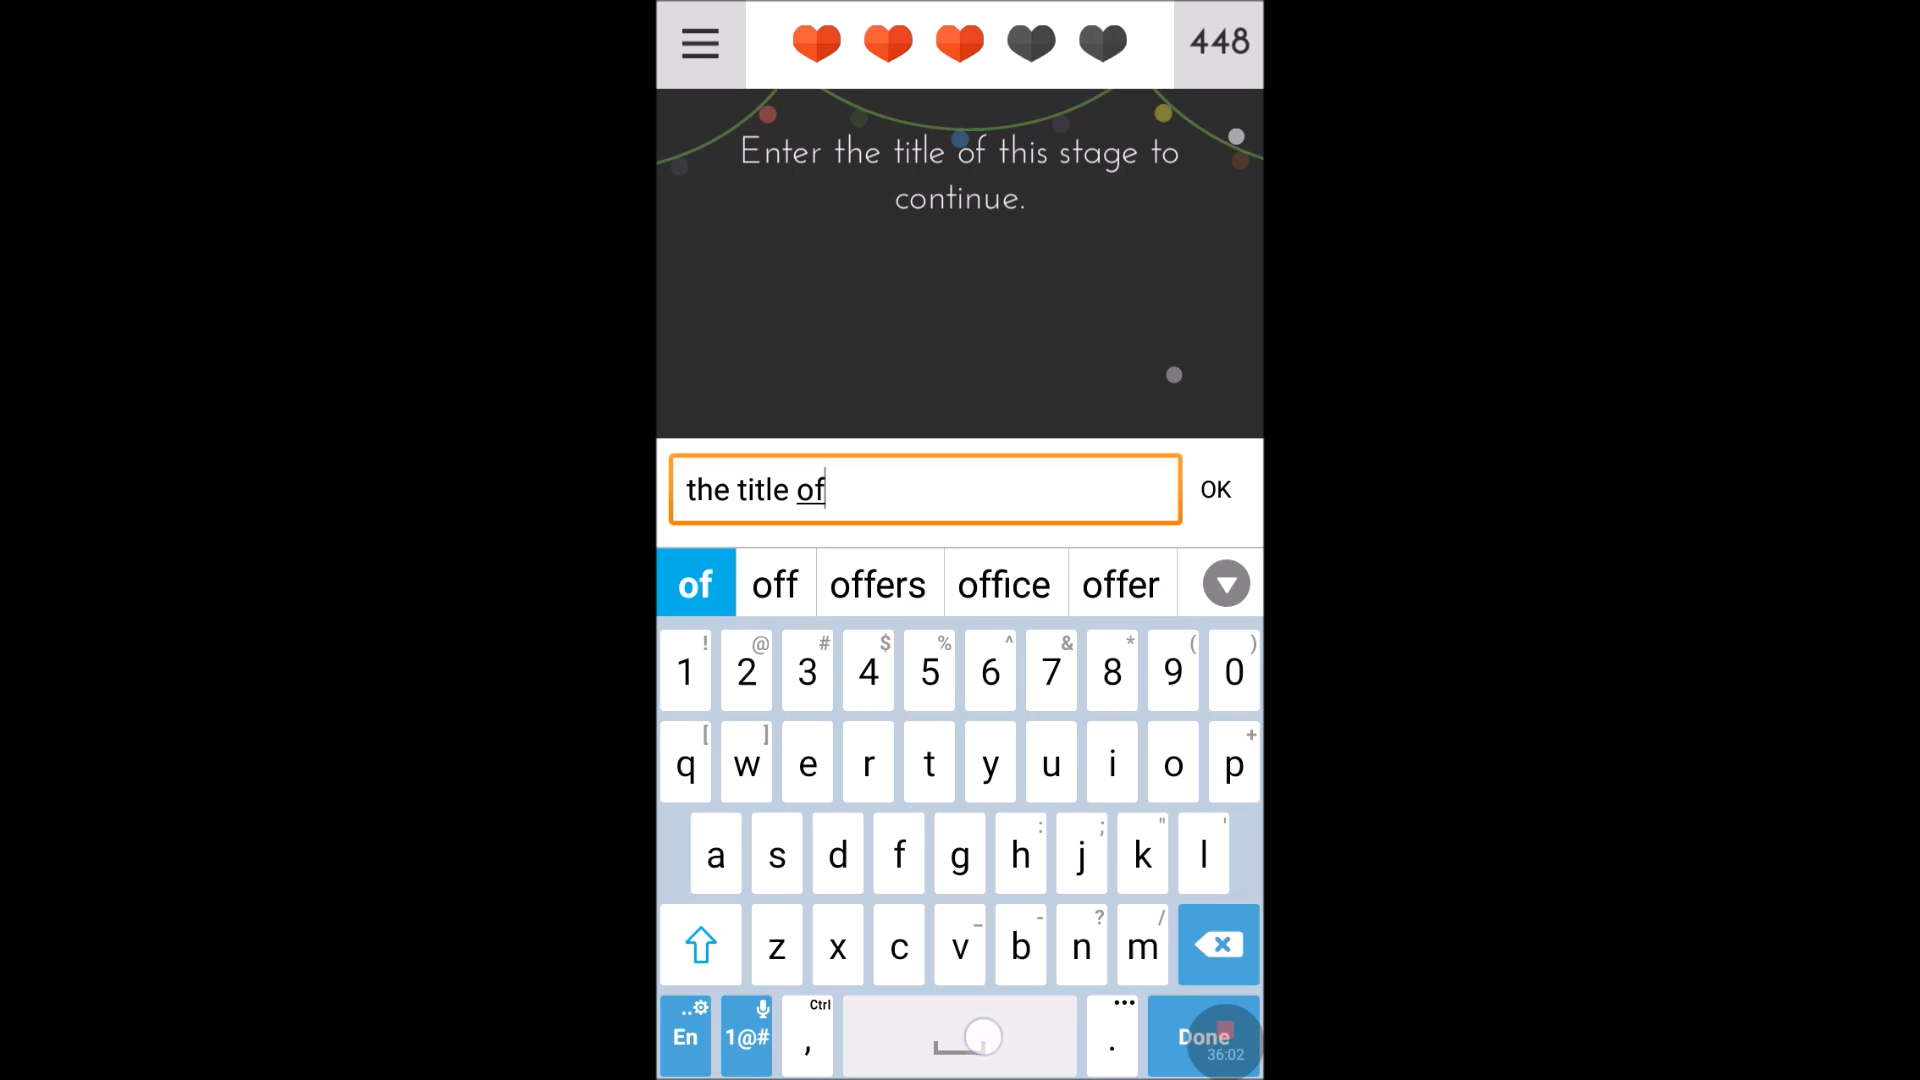 448
Enter the title of this stage to
continue.
the title of
OK
of off offers office offer
! @ # $ % ^ & * ( )
1 2 3 4 5 6 7 8 9 0
[ ] +
q w e r t y u i o p
: ; " '
a s d f g h j k l
_ - ? /
z x c v b n m
Ctrl •••
En 1@# , . Done
36:02